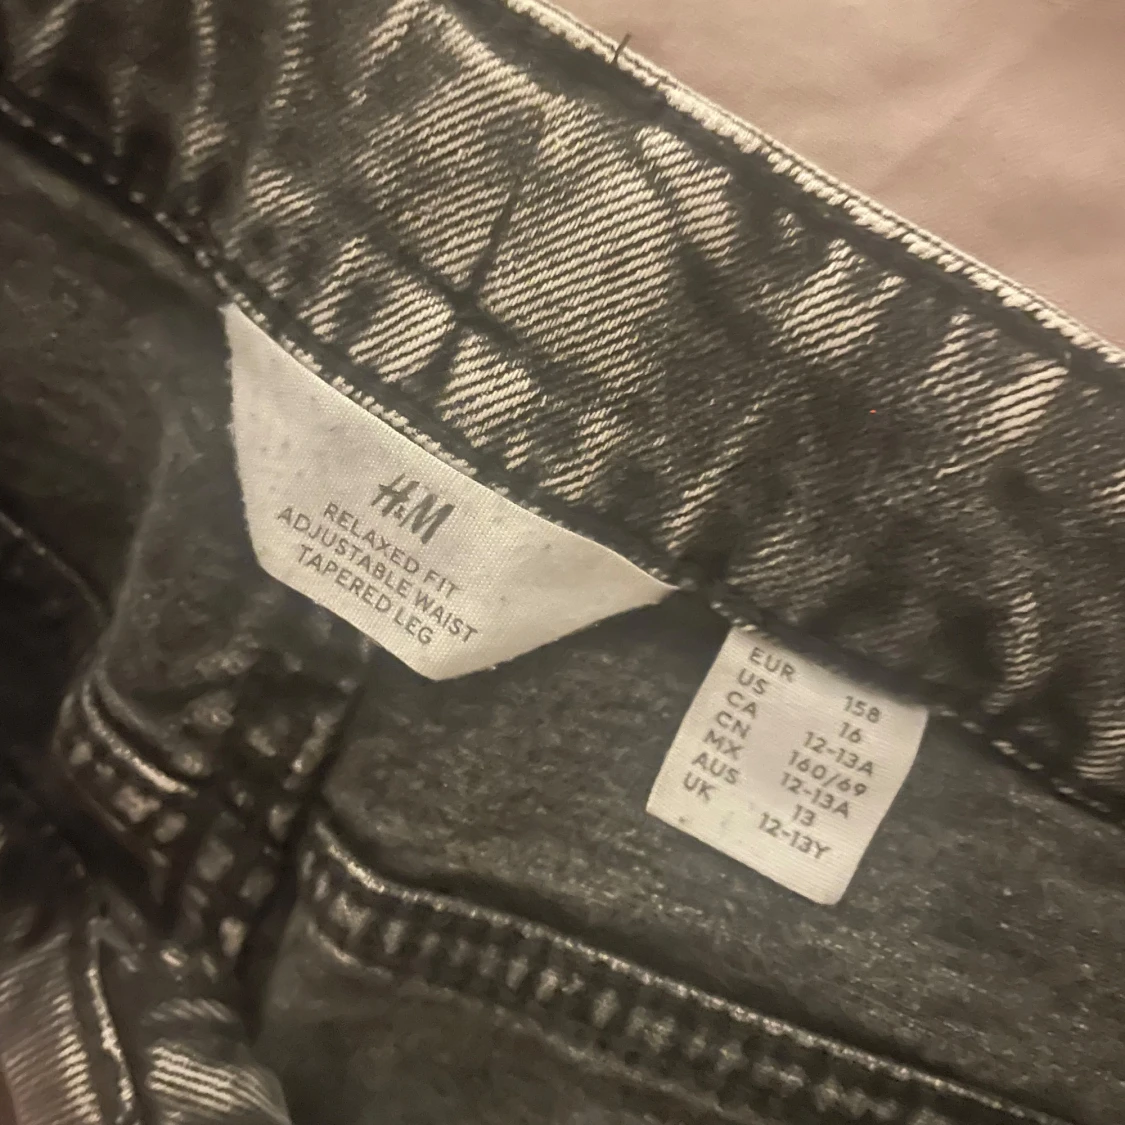 H&M
RELAXED FIT
ADJUSTABLE WAIST
TAPERED LEG
EUR 158
US 16
CA 12-13A
CN 160/69
MX 12-13A
AUS 13
UK 12-13Y